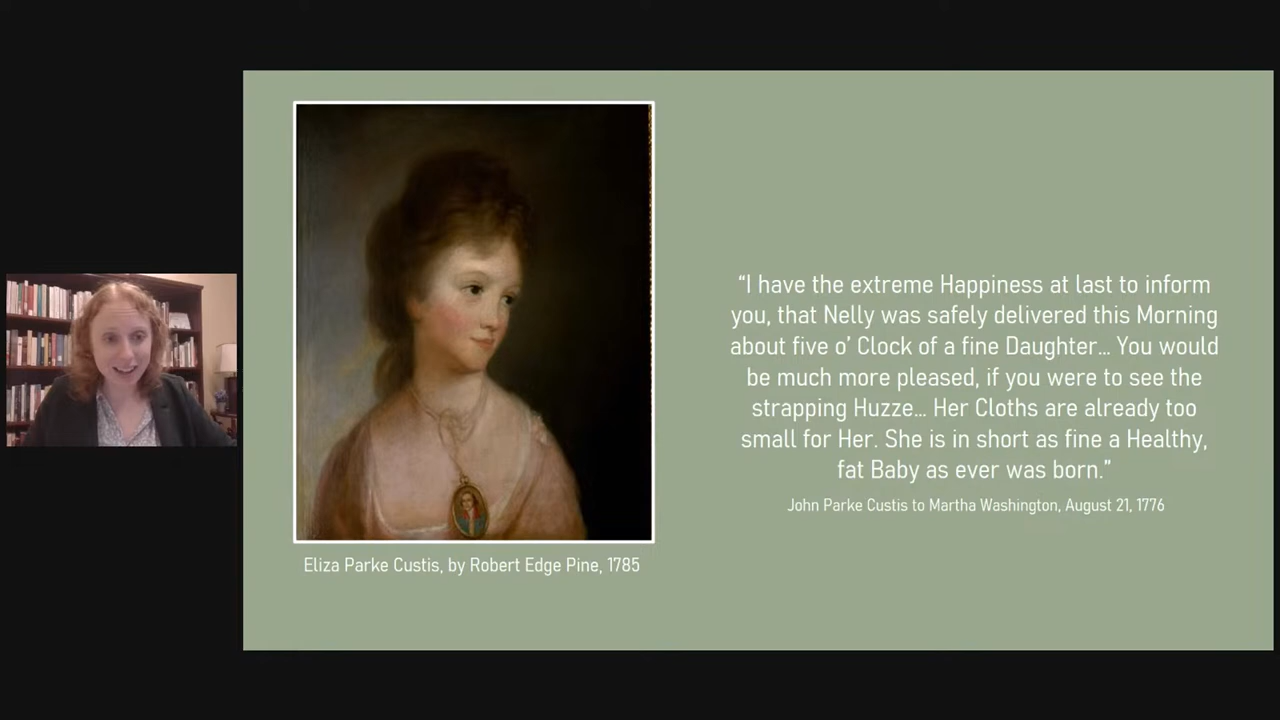 “I have the extreme Happiness at last to inform
you, that Nelly was safely delivered this Morning
about five o’ Clock of a fine Daughter... You would
be much more pleased, if you were to see the
strapping Huzze... Her Cloths are already too
small for Her. She is in short as fine a Healthy,
fat Baby as ever was born.”
John Parke Custis to Martha Washington, August 21, 1776
Eliza Parke Custis, by Robert Edge Pine, 1785